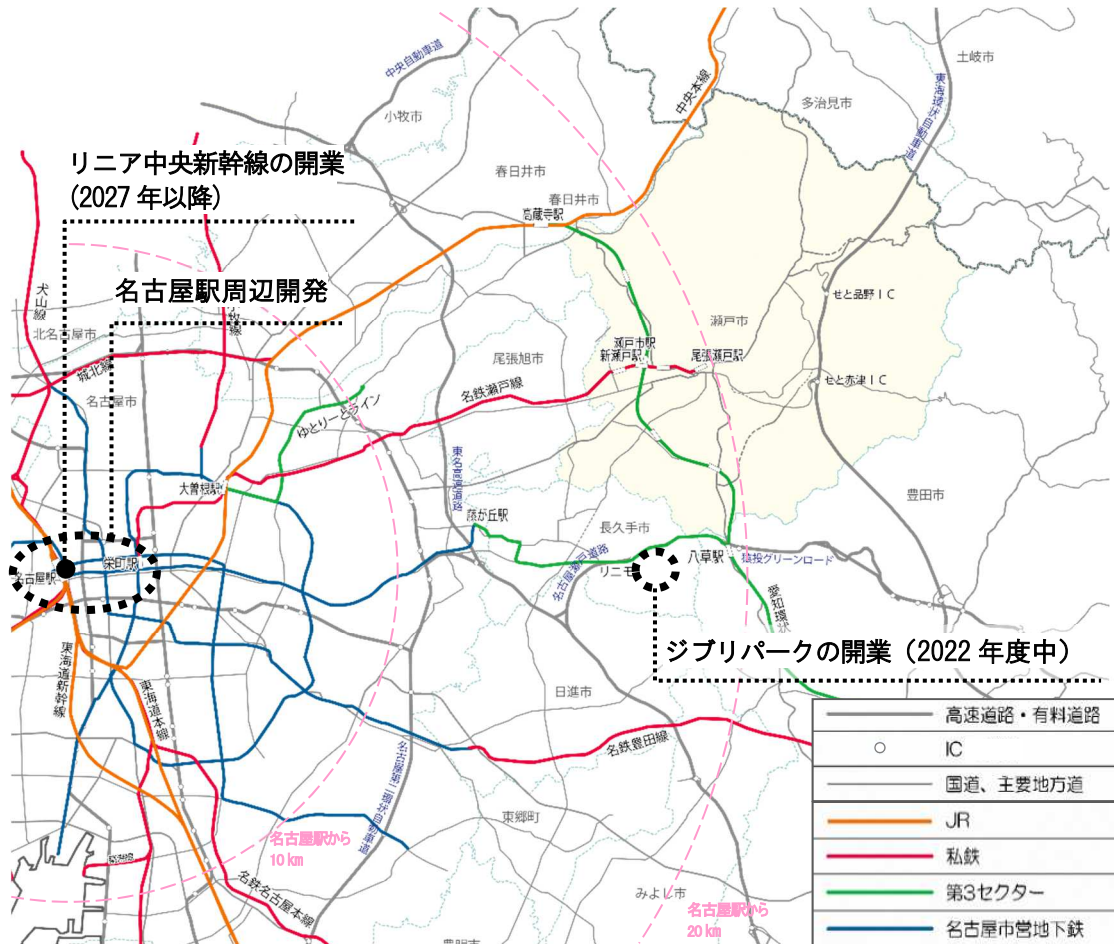 中央自動車道
小牧市
中央本線
土岐市
多治見市
東海環状自動車道
リニア中央新幹線の開業
(2027 年以降)
春日井市
春日井市
高蔵寺駅
名古屋駅周辺開発
犬山線
牧線
北名古屋市
城北線
名古屋市
尾張旭市
瀬戸市
せと品野IC
瀬戸市駅
新瀬戸駅
尾張瀬戸駅
せと赤津IC
名鉄瀬戸線
ゆとりーとライン
東名高速道路
大曽根駅
藤が丘駅
長久手市
豊田市
名古屋駅
栄町駅
名古屋瀬戸道路
リニモ
八草駅
猿投グリーンロード
愛知環状
ジブリパークの開業（2022 年度中）
東海道新幹線
東海道本線
日進市
名鉄豊田線
名古屋第二環状自動車道
東郷町
名古屋駅から
10 km
名鉄名古屋本線
みよし市
名古屋駅から
20 km
豊明市
高速道路・有料道路
IC
国道、主要地方道
JR
私鉄
第3セクター
名古屋市営地下鉄